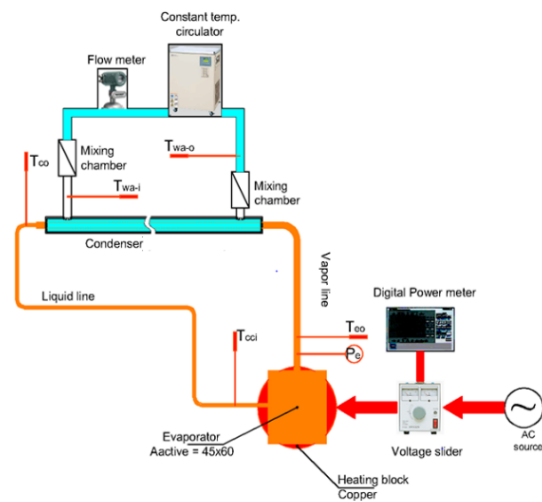 Constant temp.
circulator
Flow meter
Tco
Mixing
chamber
Twa-o
Twa-i
Mixing
chamber
Condenser
Vapor line
Liquid line
Digital Power meter
Tcci
Teo
Pe
Evaporator
Aactive = 45x60
Voltage slider
AC
source
Heating block
Copper